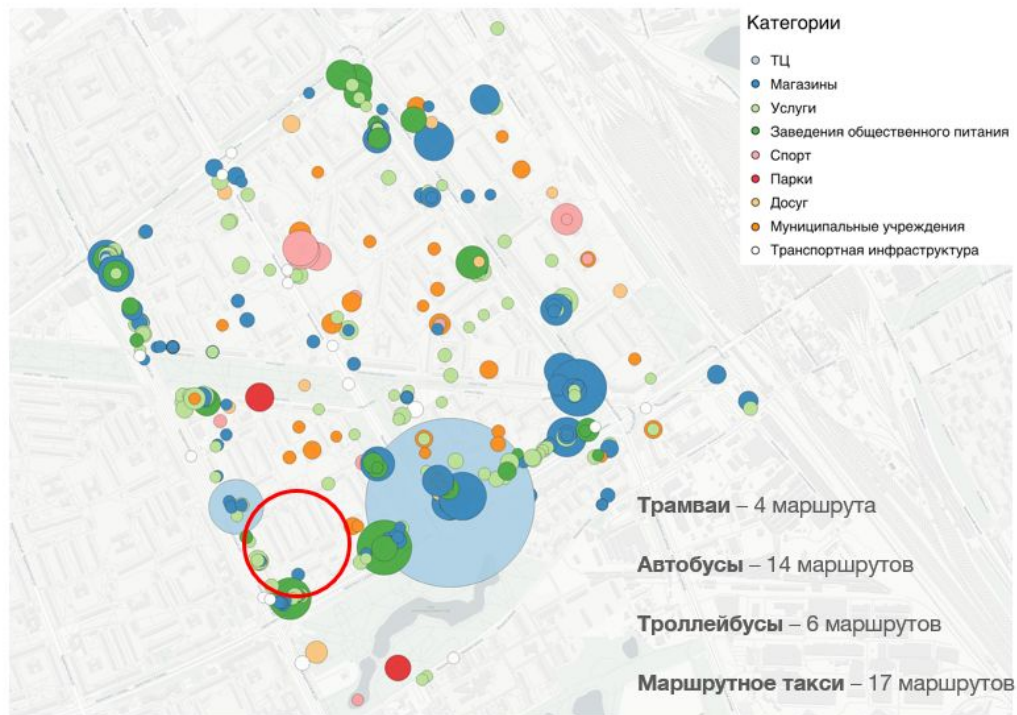 Категории
ТЦ
Магазины
Услуги
Заведения общественного питания
Спорт
Парки
Досуг
Муниципальные учреждения
Транспортная инфраструктура
Трамваи – 4 маршрута
Автобусы – 14 маршрутов
Троллейбусы – 6 маршрутов
Маршрутное такси – 17 маршрутов